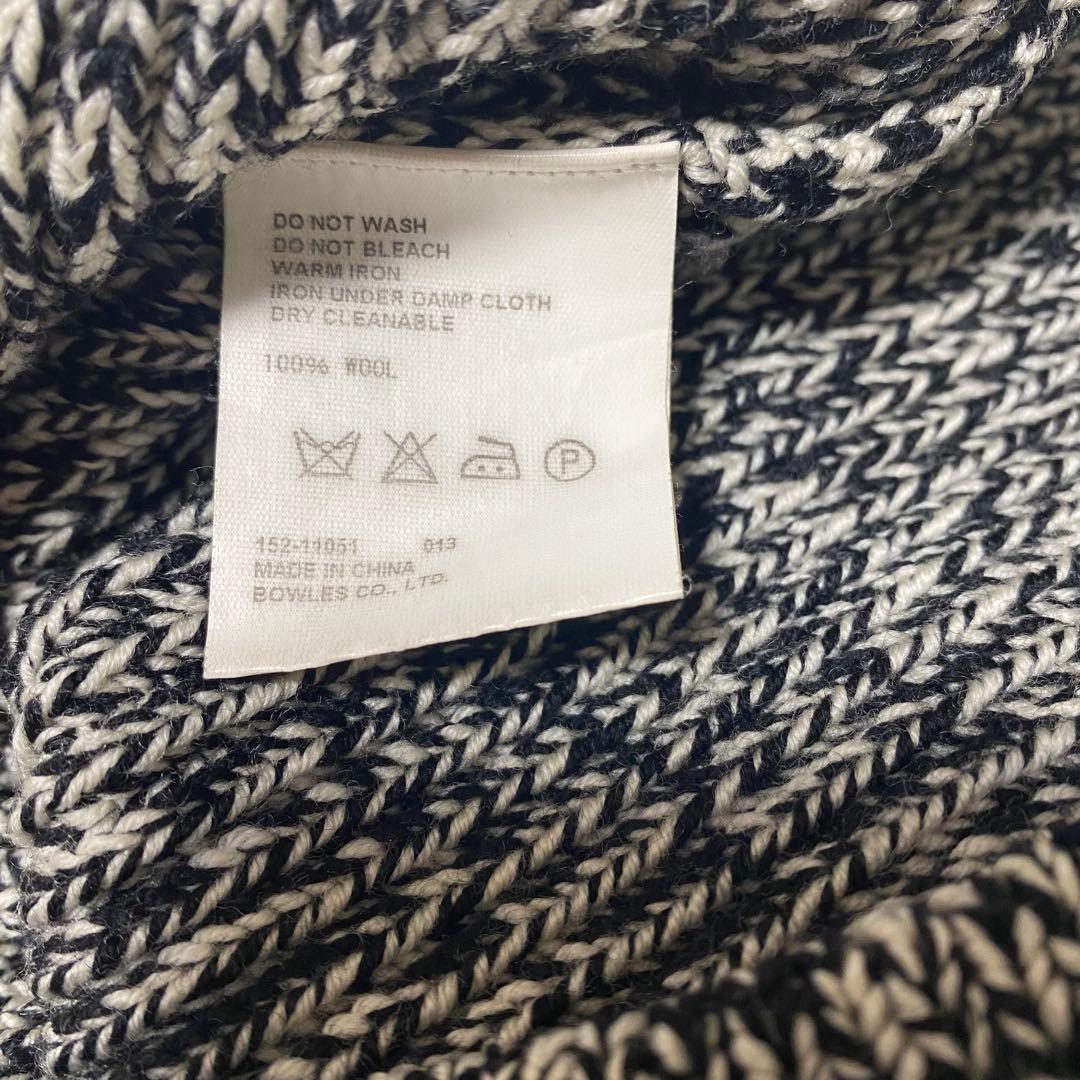 DO NOT WASH
DO NOT BLEACH
WARM IRON
IRON UNDER DAMP CLOTH
DRY CLEANABLE
100% WOOL
P
152-11051 013
MADE IN CHINA
BOWLES CO., LTD.